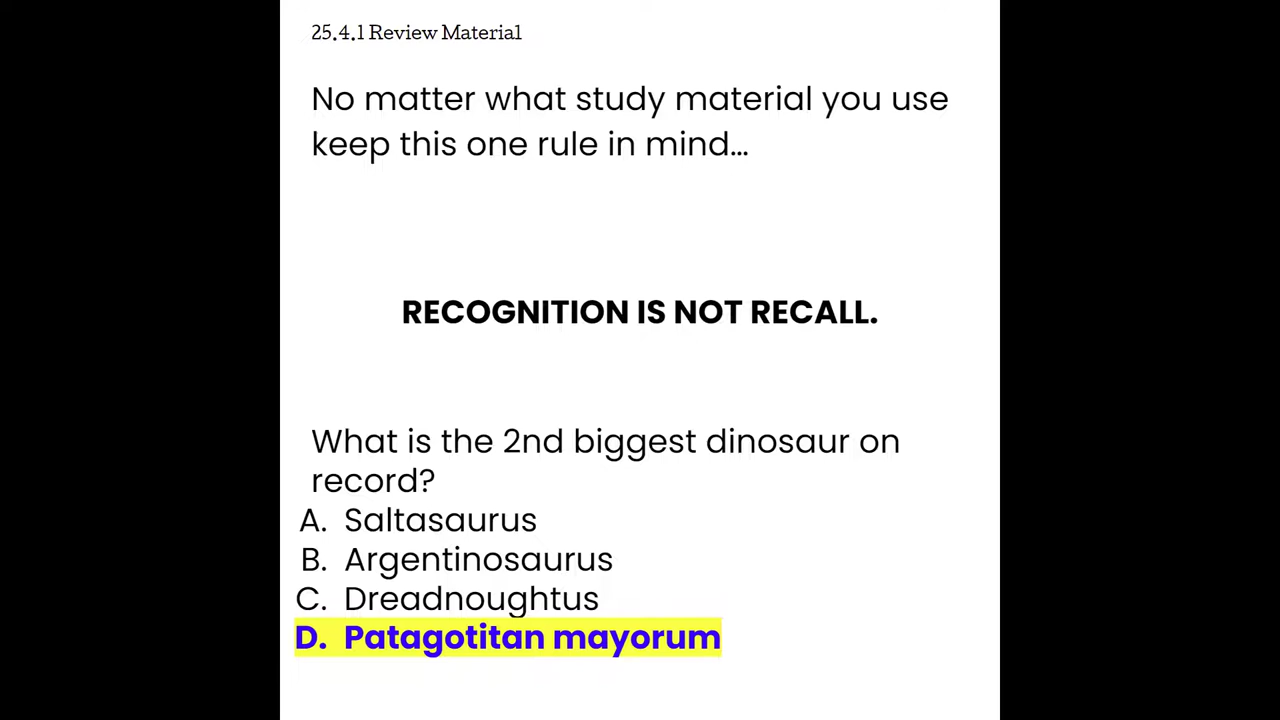 25.4.1 Review Material
No matter what study material you use
keep this one rule in mind...
RECOGNITION IS NOT RECALL.
What is the 2nd biggest dinosaur on
record?
A. Saltasaurus
B. Argentinosaurus
C. Dreadnoughtus
D. Patagotitan mayorum